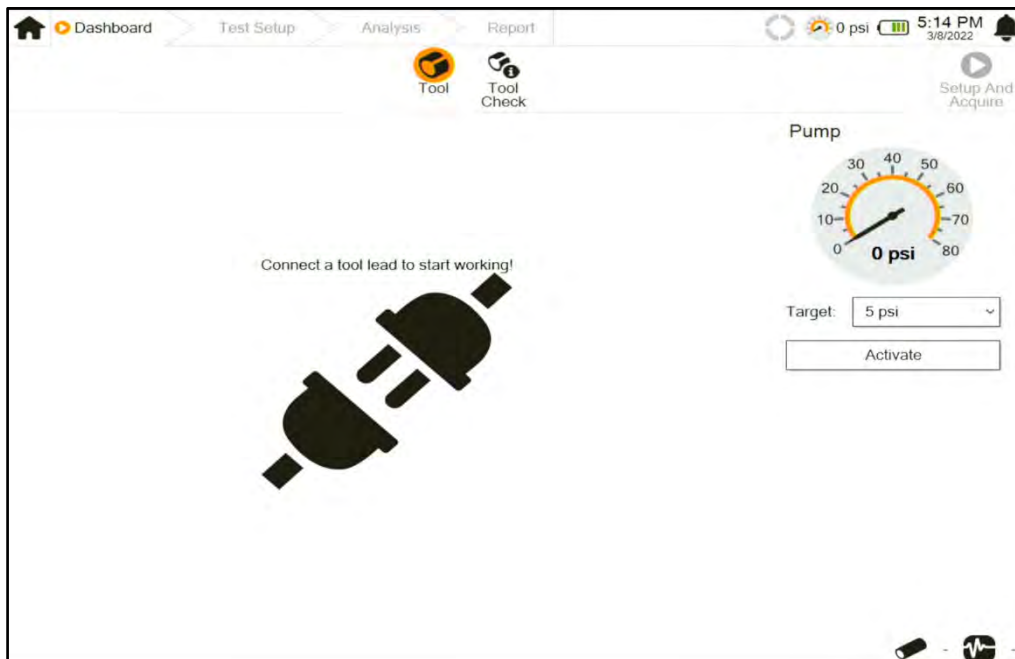 Dashboard
Test Setup
Analysis
Report
0 psi
5:14 PM
3/8/2022
Tool
Tool
Check
Setup And
Acquire
Pump
0
10
20
30
40
50
60
70
80
0 psi
Connect a tool lead to start working!
Target:
5 psi
Activate
-
-